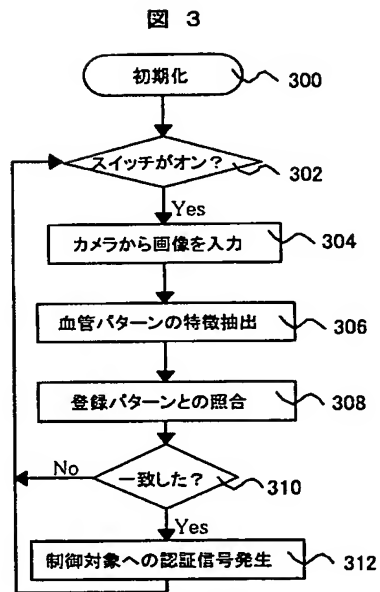 図 3
初期化
300
スイッチがオン?
302
Yes
カメラから画像を入力
304
血管パターンの特徴抽出
306
登録パターンとの照合
308
No
一致した?
310
Yes
制御対象への認証信号発生
312